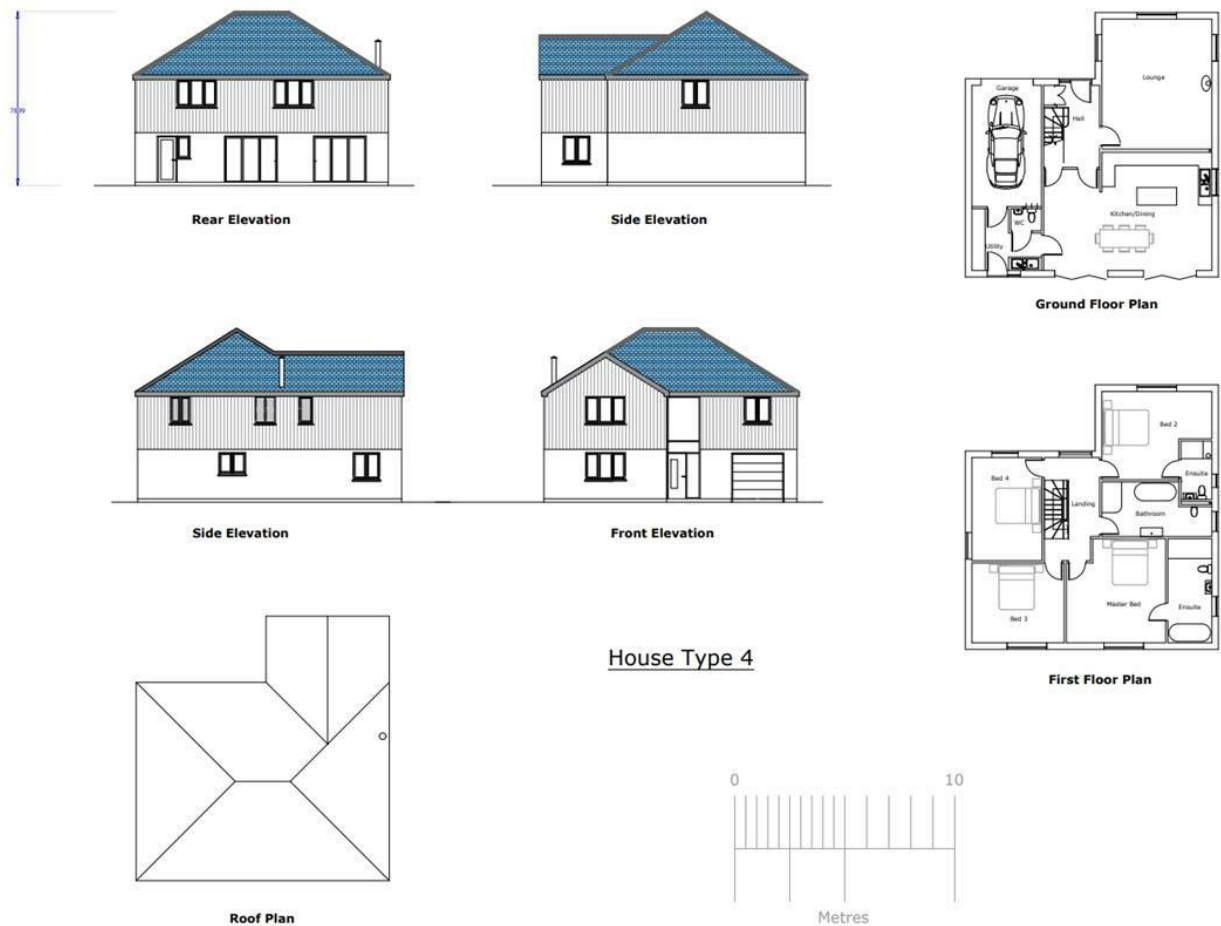 7899
Rear Elevation
Side Elevation
Garage
Lounge
Hall
Kitchen/Dining
WC
Utility
Ground Floor Plan
Side Elevation
Front Elevation
Bed 2
Ensuite
Bed 4
Landing
Bathroom
Master Bed
Ensuite
Bed 3
First Floor Plan
House Type 4
Roof Plan
0
10
Metres